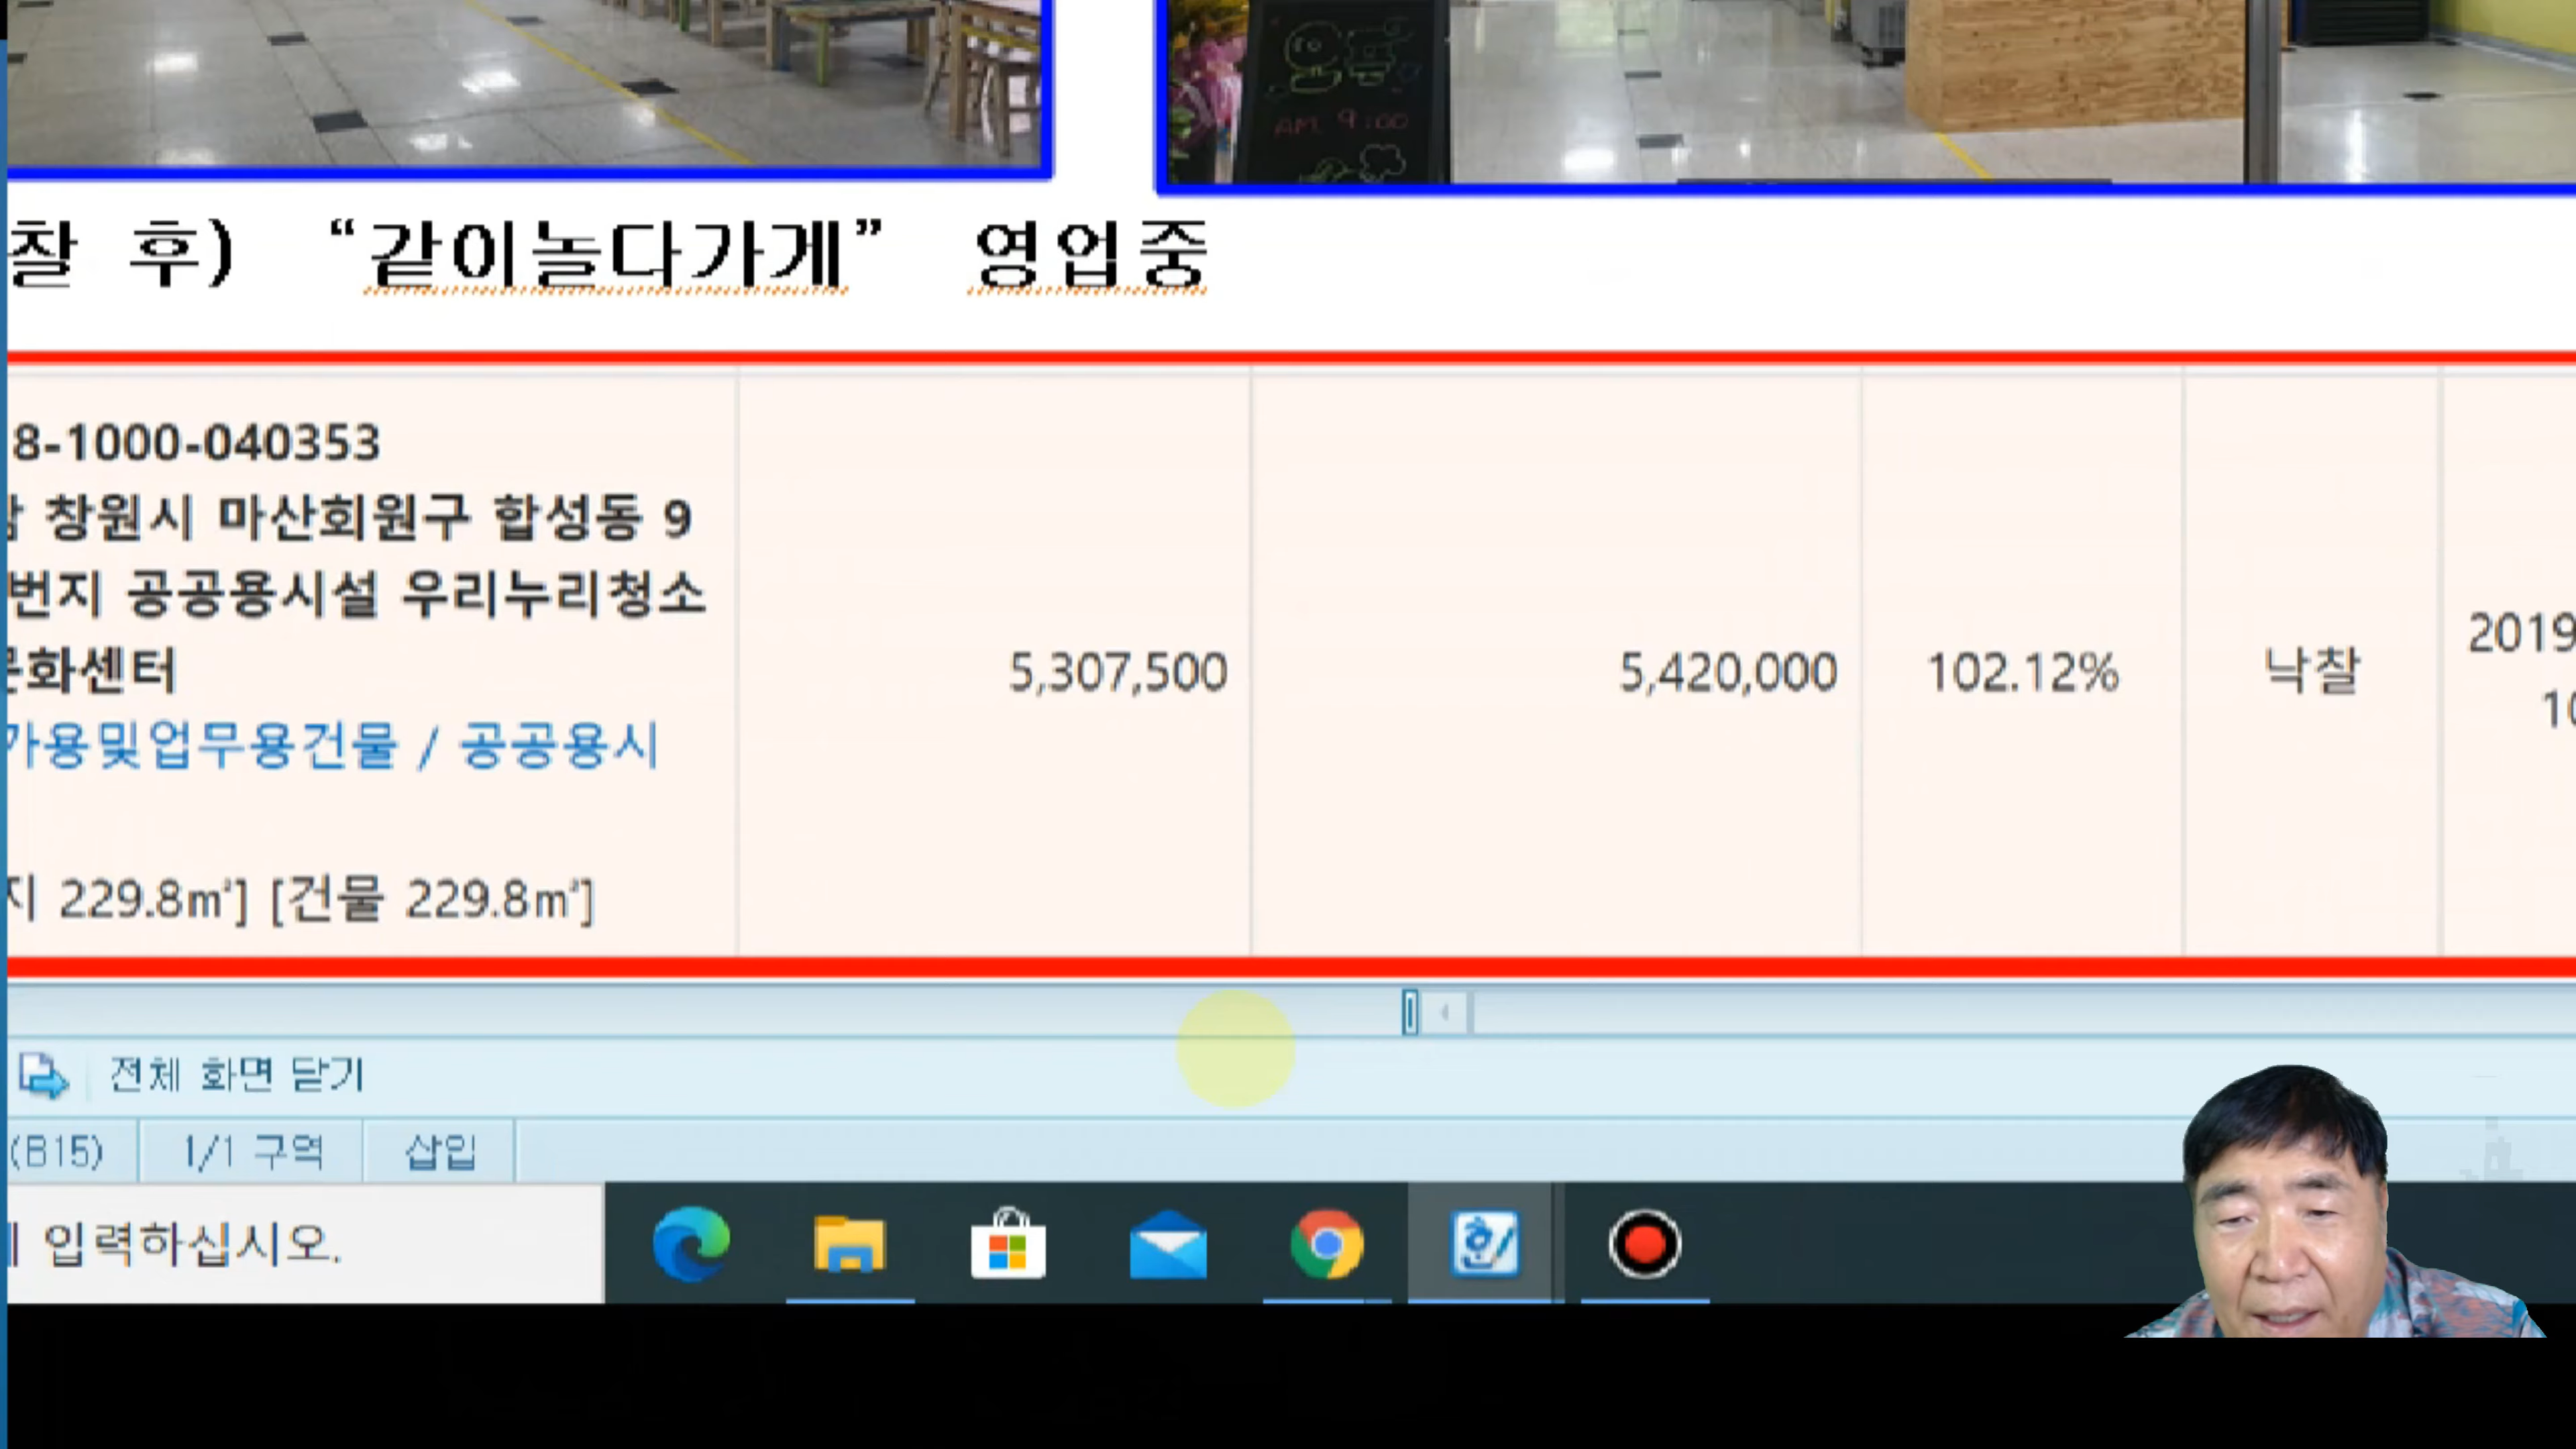 AM 9:00
찰 후) “같이놀다가게” 영업중
8-1000-040353
창원시 마산회원구 합성동 9
번지 공공용시설 우리누리청소
문화센터
가용및업무용건물 / 공공용시
지 229.8㎡] [건물 229.8㎡]
5,307,500
5,420,000
102.12%
낙찰
2019
10
전체 화면 닫기
(B15) 1/1 구역 삽입
입력하십시오.